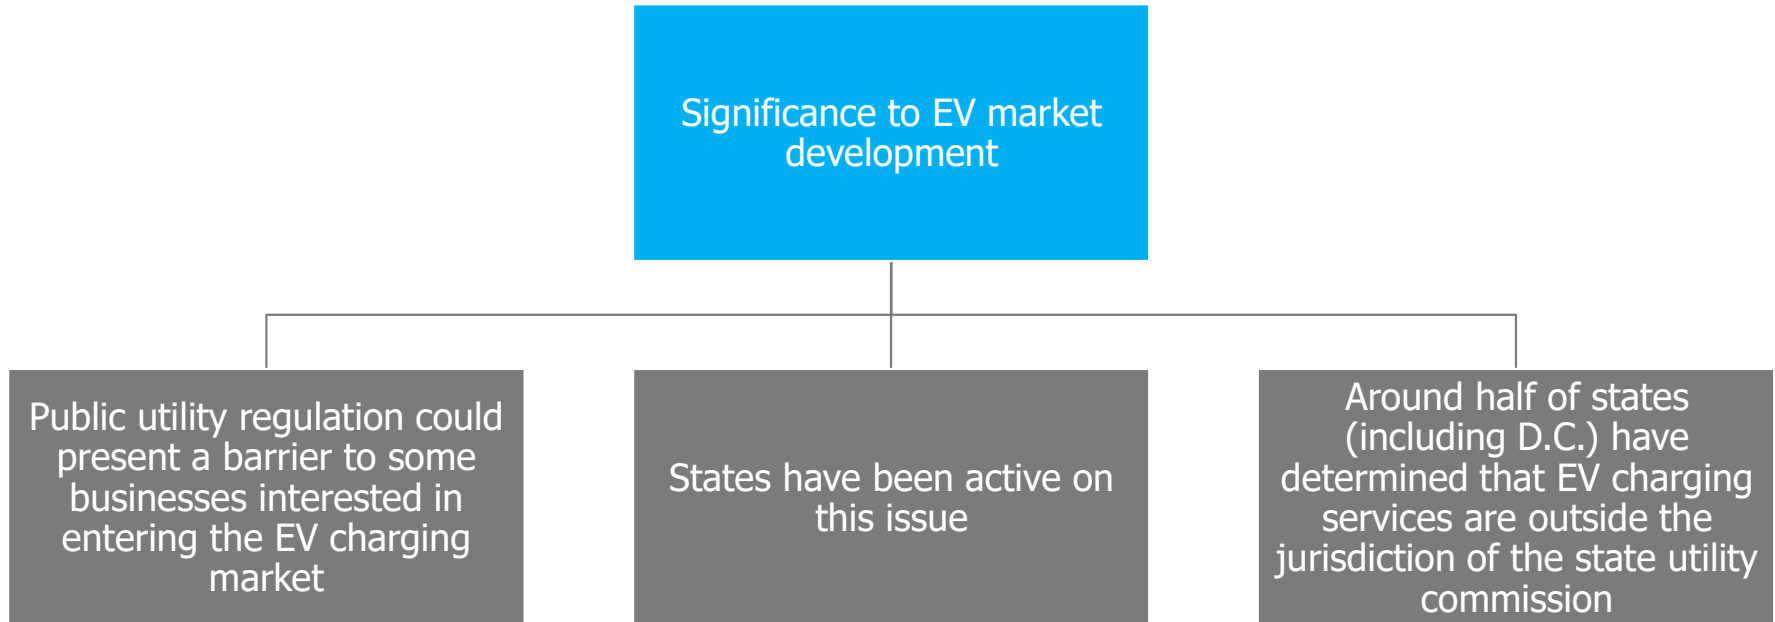 Significance to EV market
development
Public utility regulation could
present a barrier to some
businesses interested in
entering the EV charging
market
States have been active on
this issue
Around half of states
(including D.C.) have
determined that EV charging
services are outside the
jurisdiction of the state utility
commission